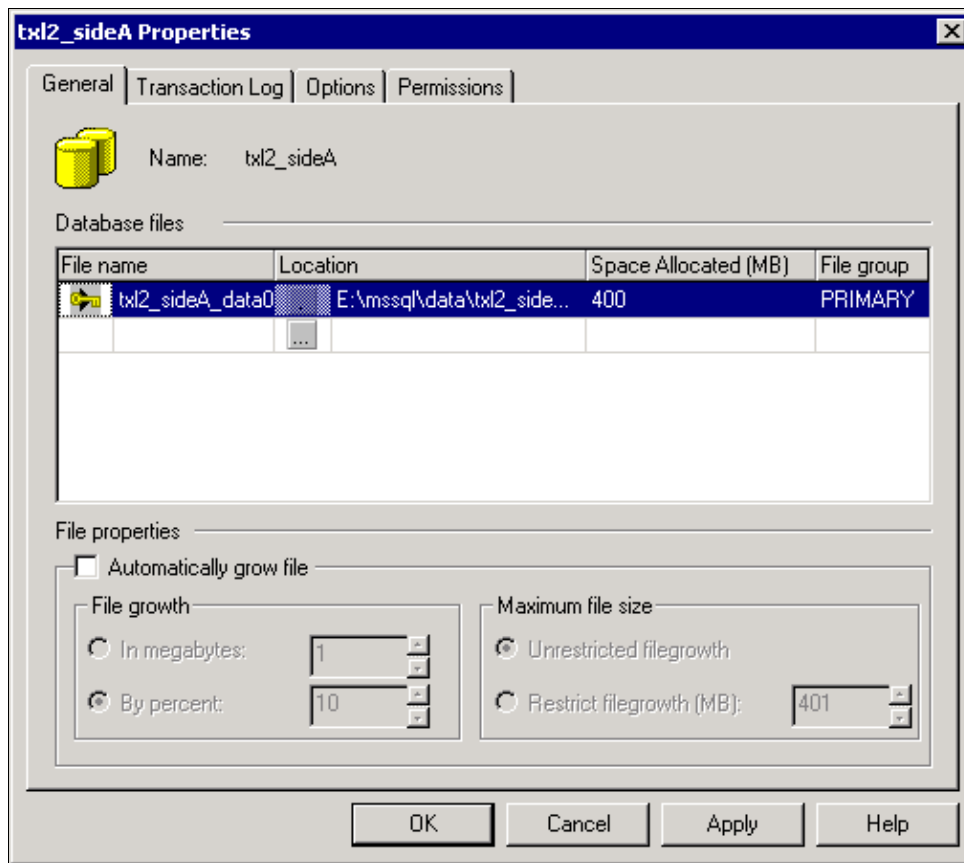 txl2_sideA Properties
General Transaction Log Options Permissions
Name: txl2_sideA
Database files
File name Location Space Allocated (MB) File group
txl2_sideA_data0 E:\mssql\data\txl2_side... 400 PRIMARY
...
File properties
Automatically grow file
File growth Maximum file size
In megabytes: 1 Unrestricted filegrowth
By percent: 10 Restrict filegrowth (MB): 401
OK Cancel Apply Help